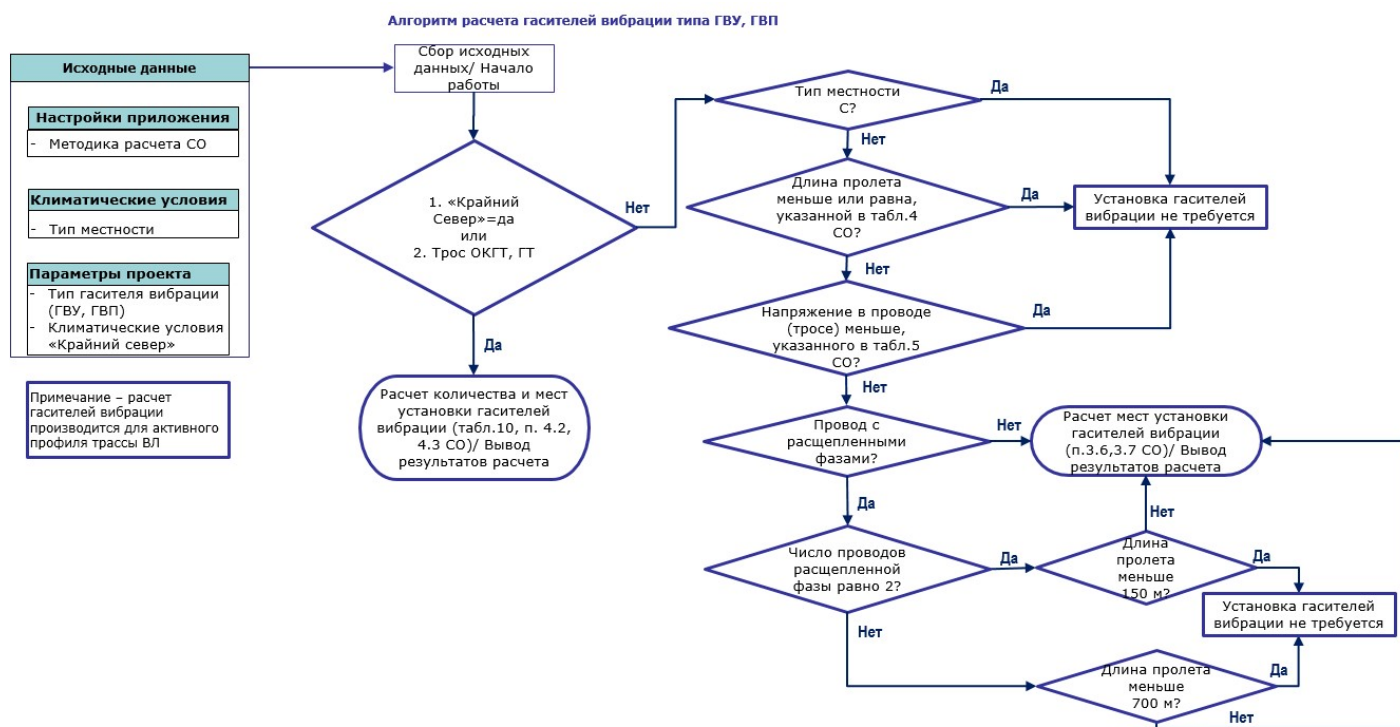 Алгоритм расчета гасителей вибрации типа ГВУ, ГВП
Исходные данные
Настройки приложения
- Методика расчета СО
Климатические условия
- Тип местности
Параметры проекта
- Тип гасителя вибрации
(ГВУ, ГВП)
- Климатические условия
«Крайний север»
Примечание – расчет
гасителей вибрации
производится для активного
профиля трассы ВЛ
Сбор исходных
данных/ Начало
работы
1. «Крайний
Север»=да
или
2. Трос ОКГТ, ГТ
Нет
Да
Расчет количества и мест
установки гасителей
вибрации (табл.10, п. 4.2,
4.3 СО)/ Вывод
результатов расчета
Тип местности
С?
Да
Нет
Длина пролета
меньше или равна,
указанной в табл.4
СО?
Да
Установка гасителей
вибрации не требуется
Нет
Напряжение в проводе
(тросе) меньше,
указанного в табл.5
СО?
Да
Нет
Провод с
расщепленными
фазами?
Нет
Расчет мест установки
гасителей вибрации
(п.3.6,3.7 СО)/ Вывод
результатов расчета
Да
Нет
Число проводов
расщепленной
фазы равно 2?
Да
Длина
пролета
меньше
150 м?
Да
Установка гасителей
вибрации не требуется
Нет
Длина пролета
меньше
700 м?
Да
Нет